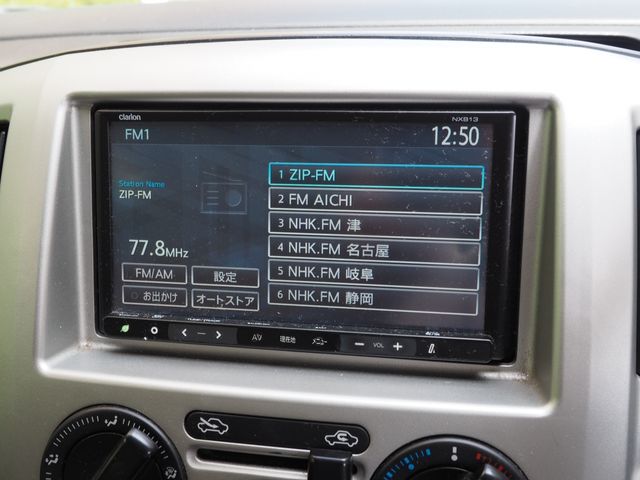 clarion NX813
FM1 12:50
Station Name
ZIP-FM
1 ZIP-FM
2 FM AICHI
3 NHK.FM 津
4 NHK.FM 名古屋
5 NHK.FM 岐阜
6 NHK.FM 静岡
77.8MHz
FM/AM 設定
お出かけ オートストア
AV 現在地 メニュー − VOL +